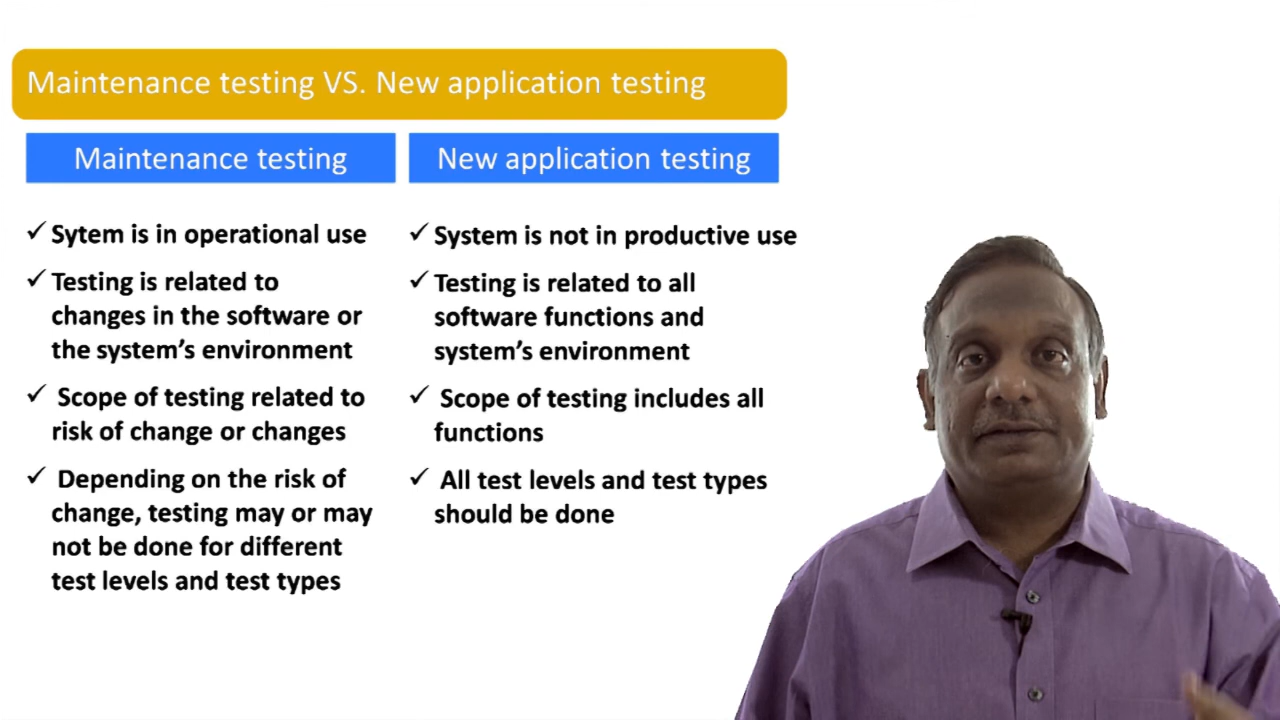 Maintenance testing VS. New application testing
Maintenance testing
✓ Sytem is in operational use
✓ Testing is related to
changes in the software or
the system's environment
✓ Scope of testing related to
risk of change or changes
✓ Depending on the risk of
change, testing may or may
not be done for different
test levels and test types
New application testing
✓ System is not in productive use
✓ Testing is related to all
software functions and
system's environment
✓ Scope of testing includes all
functions
✓ All test levels and test types
should be done